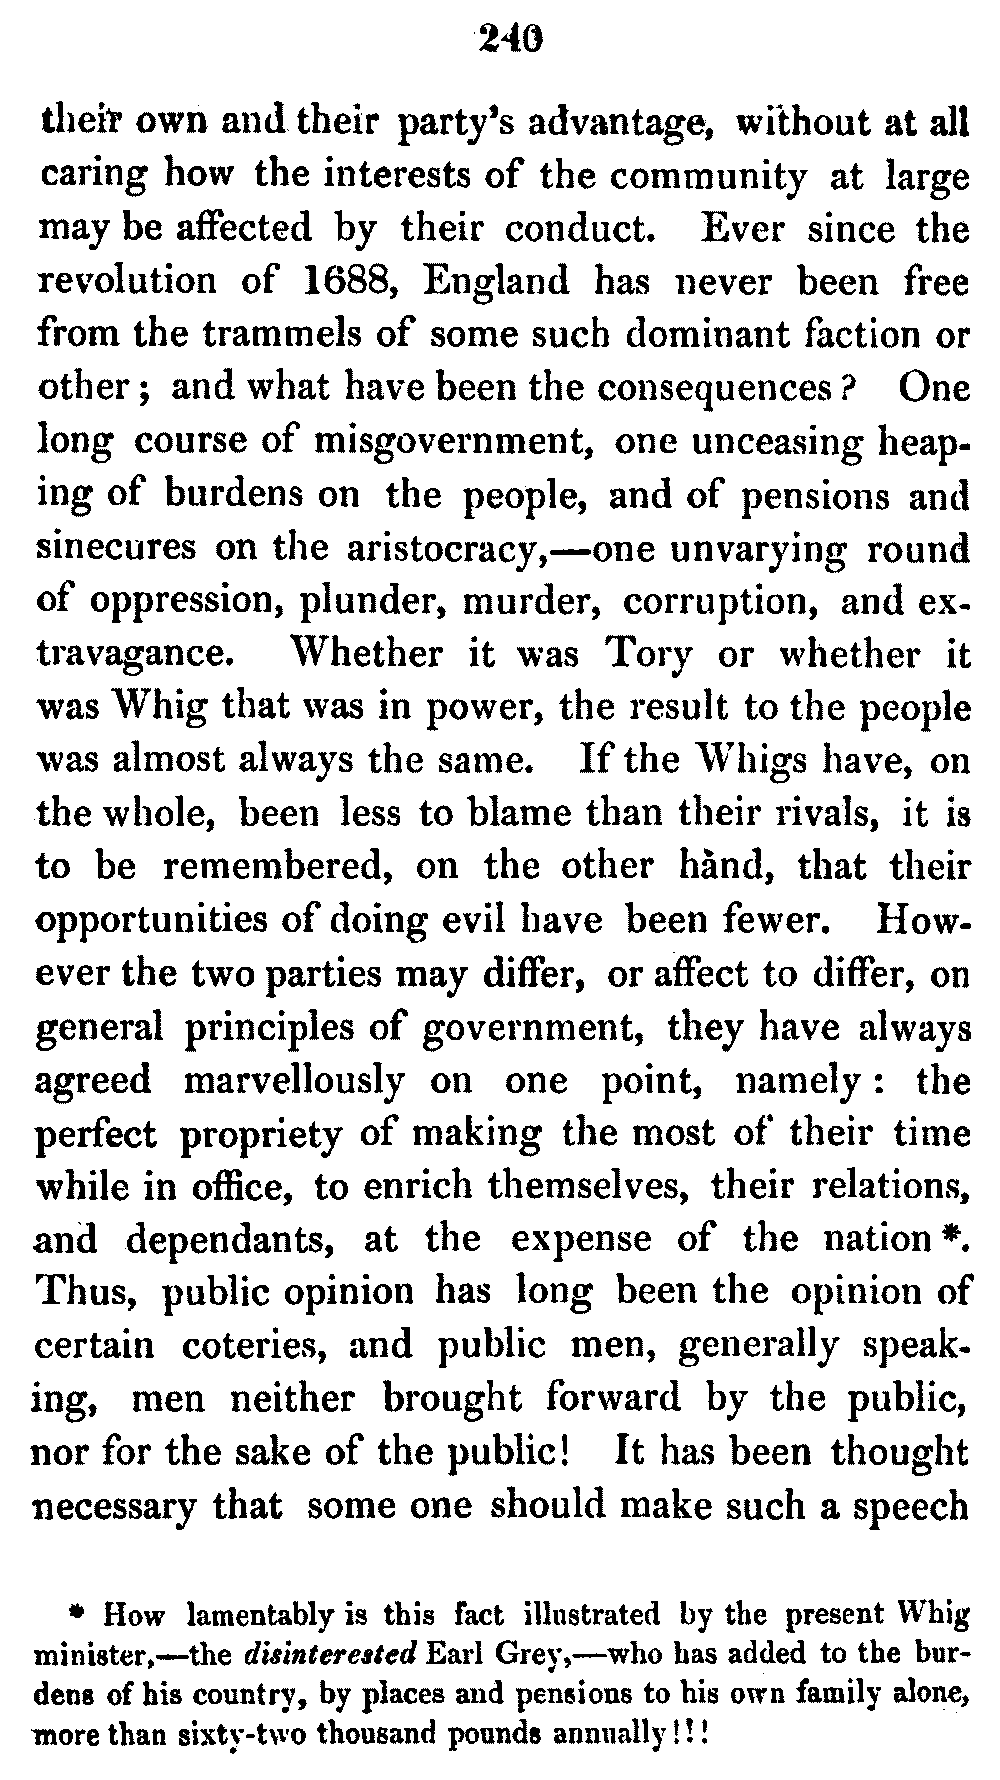 240
their own and their party's advantage, without at all
caring how the interests of the community at large
may be affected by their conduct. Ever since the
revolution of 1688, England has never been free
from the trammels of some such dominant faction or
other ; and what have been the consequences ? One
long course of misgovernment, one unceasing heap-
ing of burdens on the people, and of pensions and
sinecures on the aristocracy,—one unvarying round
of oppression, plunder, murder, corruption, and ex-
travagance. Whether it was Tory or whether it
was Whig that was in power, the result to the people
was almost always the same. If the Whigs have, on
the whole, been less to blame than their rivals, it is
to be remembered, on the other hand, that their
opportunities of doing evil have been fewer. How-
ever the two parties may differ, or affect to differ, on
general principles of government, they have always
agreed marvellously on one point, namely : the
perfect propriety of making the most of their time
while in office, to enrich themselves, their relations,
and dependants, at the expense of the nation *.
Thus, public opinion has long been the opinion of
certain coteries, and public men, generally speak-
ing, men neither brought forward by the public,
nor for the sake of the public! It has been thought
necessary that some one should make such a speech
* How lamentably is this fact illustrated by the present Whig
minister,—the disinterested Earl Grey,—who has added to the bur-
dens of his country, by places and pensions to his own family alone,
more than sixty-two thousand pounds annually!!!